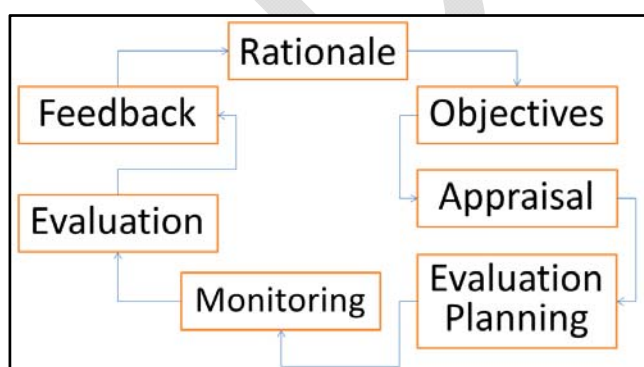 Rationale
Objectives
Appraisal
Evaluation
Planning
Monitoring
Evaluation
Feedback